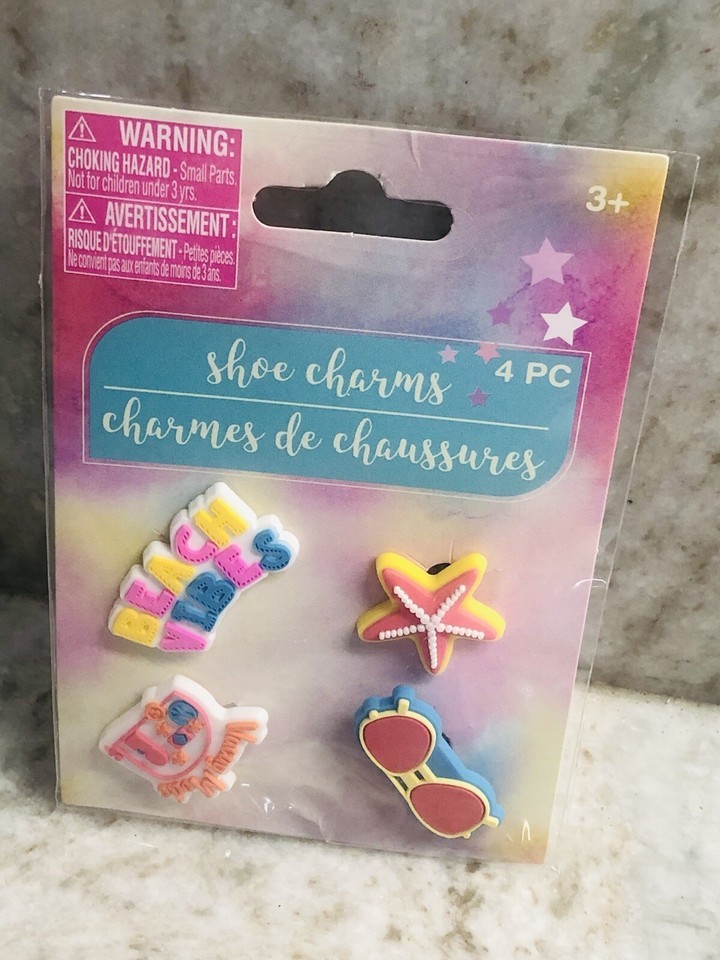 WARNING:
CHOKING HAZARD - Small Parts.
Not for children under 3 yrs.
AVERTISSEMENT :
RISQUE D'ÉTOUFFEMENT - Petites pièces.
Ne convient pas aux enfants de moins de 3 ans.
3+
shoe charms
4 PC
charmes de chaussures
BEACH
VIBES